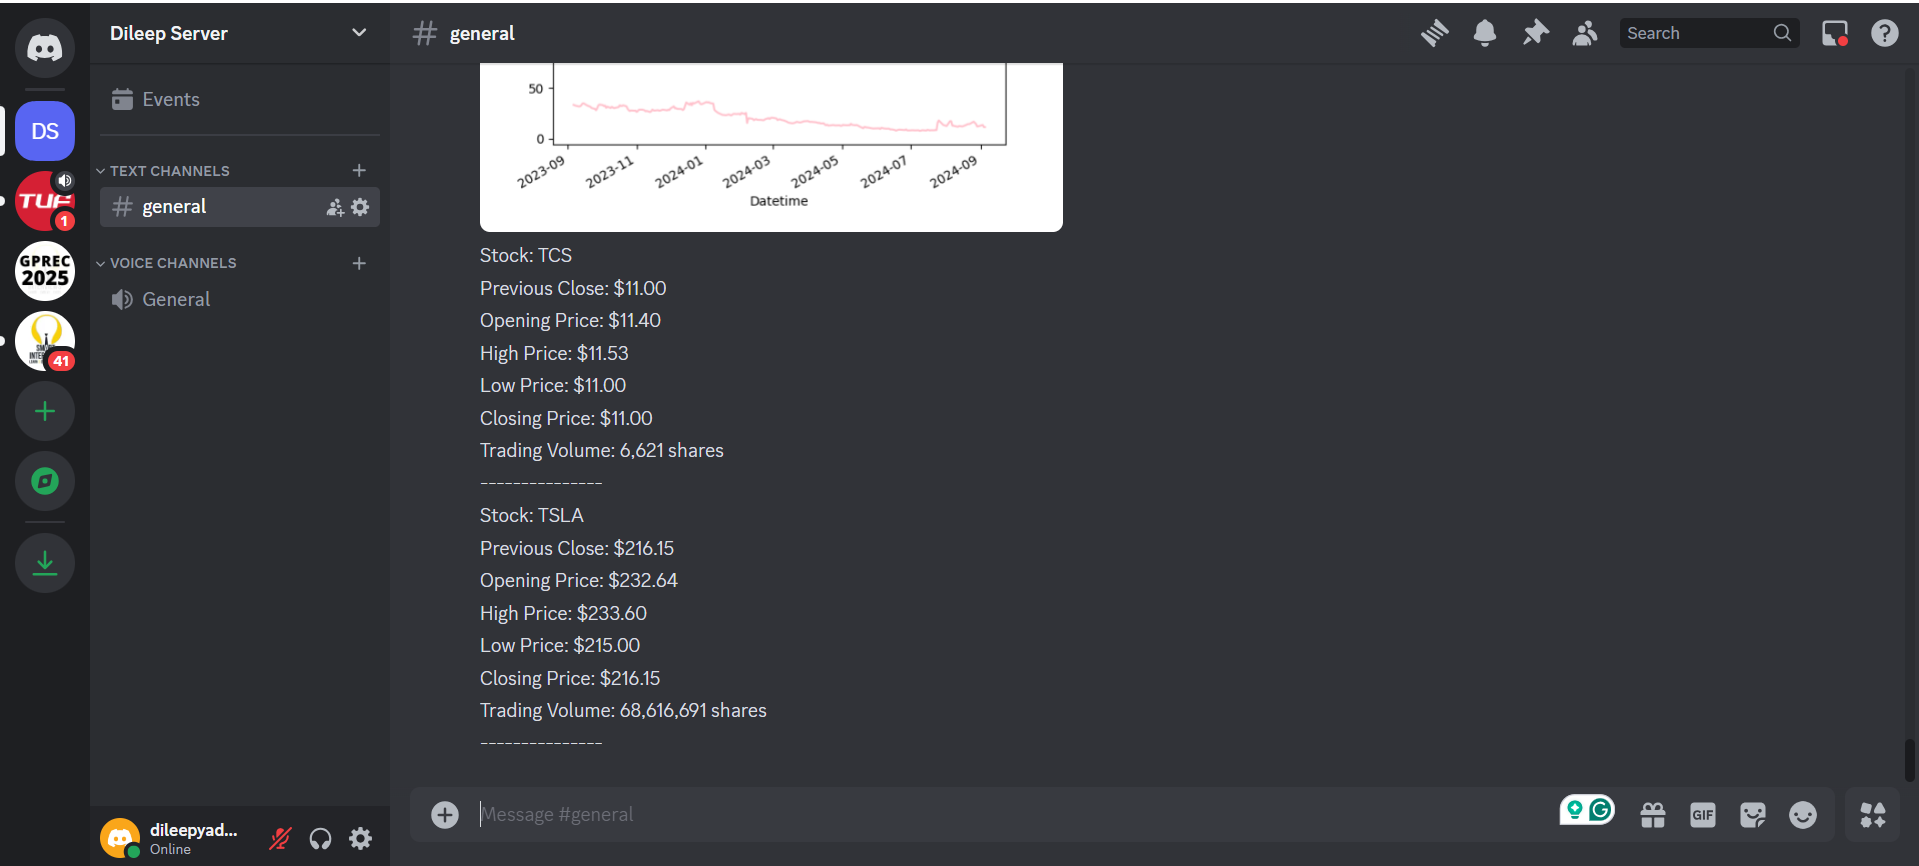 Dileep Server
general
Search
Events
DS
TEXT CHANNELS
TUF
1
general
GPREC
2025
VOICE CHANNELS
General
41
50
0
2023-09
2023-11
2024-01
2024-03
2024-05
2024-07
2024-09
Datetime
Stock: TCS
Previous Close: $11.00
Opening Price: $11.40
High Price: $11.53
Low Price: $11.00
Closing Price: $11.00
Trading Volume: 6,621 shares
---------------
Stock: TSLA
Previous Close: $216.15
Opening Price: $232.64
High Price: $233.60
Low Price: $215.00
Closing Price: $216.15
Trading Volume: 68,616,691 shares
---------------
Message #general
GIF
dileepyad...
Online